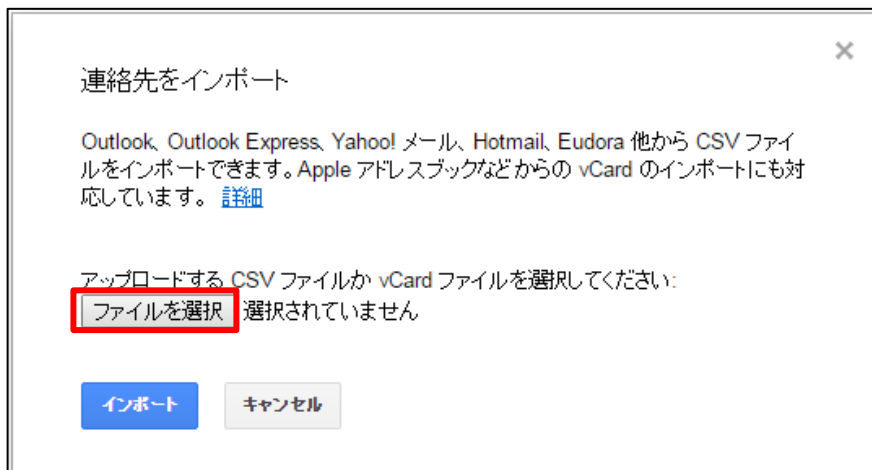 連絡先をインポート
Outlook、Outlook Express、Yahoo! メール、Hotmail、Eudora 他から CSV ファイ
ルをインポートできます。Apple アドレスブックなどからの vCard のインポートにも対
応しています。 詳細
アップロードする CSV ファイルか vCard ファイルを選択してください:
ファイルを選択 選択されていません
インポート キャンセル